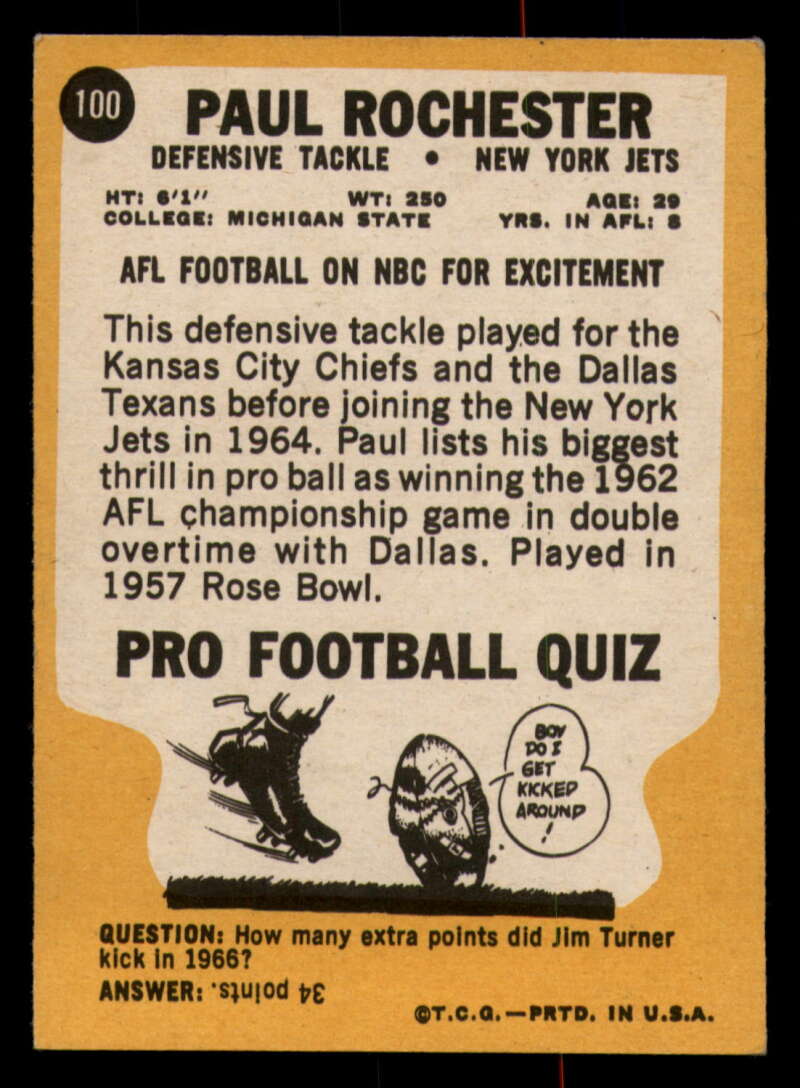 100
PAUL ROCHESTER
DEFENSIVE TACKLE • NEW YORK JETS
HT: 6'1" WT: 250 AGE: 29
COLLEGE: MICHIGAN STATE YRS. IN AFL: 8
AFL FOOTBALL ON NBC FOR EXCITEMENT
This defensive tackle played for the
Kansas City Chiefs and the Dallas
Texans before joining the New York
Jets in 1964. Paul lists his biggest
thrill in pro ball as winning the 1962
AFL championship game in double
overtime with Dallas. Played in
1957 Rose Bowl.
PRO FOOTBALL QUIZ
BOY
DO I
GET
KICKED
AROUND
!
QUESTION: How many extra points did Jim Turner
kick in 1966?
ANSWER: 34 points.
©T.C.G.—PRTD. IN U.S.A.